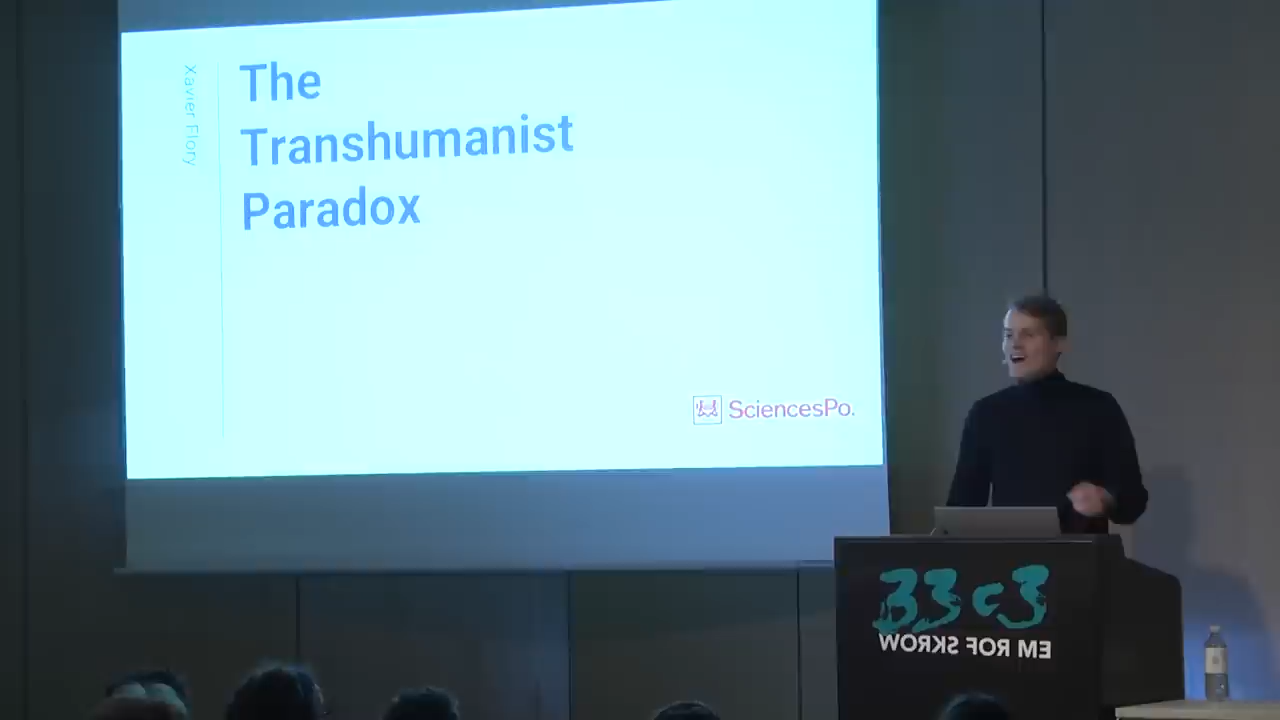 Xavier Flory
The
Transhumanist
Paradox
SciencesPo.
33c3
WORKS FOR ME